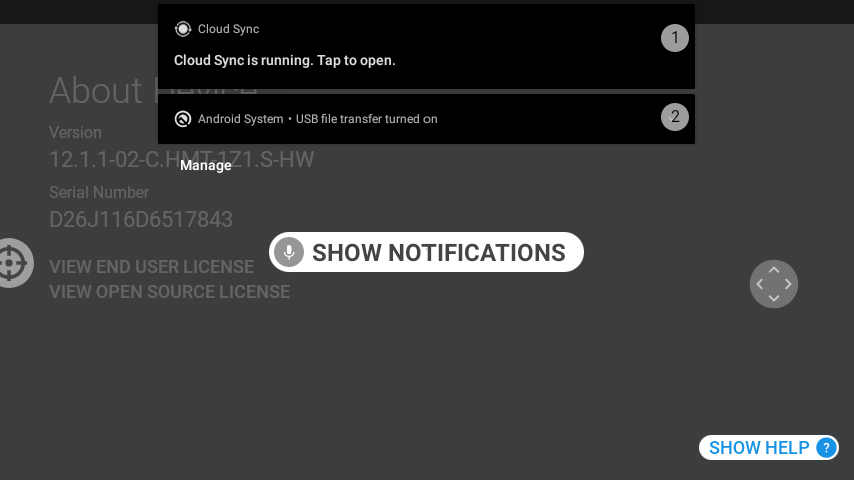 Cloud Sync
1
Cloud Sync is running. Tap to open.
About Device
Android System • USB file transfer turned on
2
Version
12.1.1-02-C.HMT-1Z1.S-HW
Manage
Serial Number
D26J116D6517843
SHOW NOTIFICATIONS
VIEW END USER LICENSE
VIEW OPEN SOURCE LICENSE
SHOW HELP ?